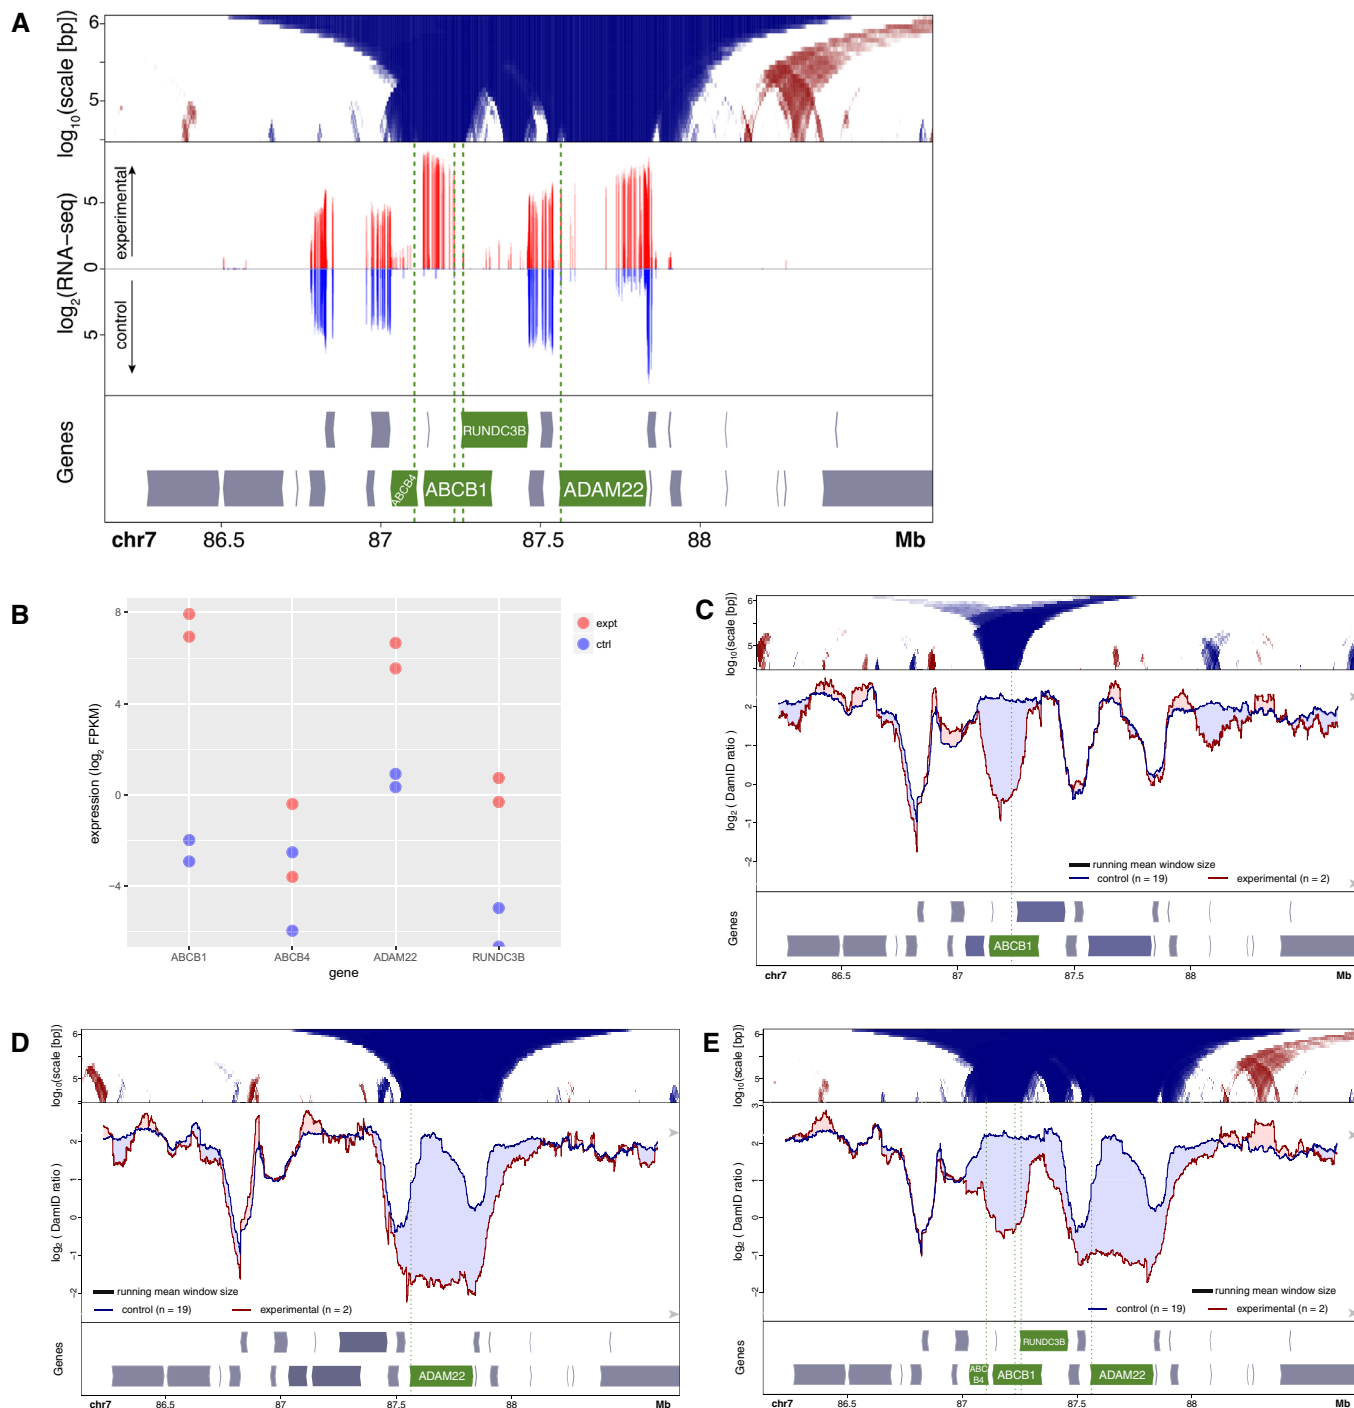 A
log10(scale [bp])
6
5
log2(RNA−seq)
experimental
control
5
0
5
Genes
RUNDC3B
ABCB4
ABCB1
ADAM22
chr7
86.5
87
87.5
88
Mb
B
expression (log2 FPKM)
8
4
0
−4
ABCB1
ABCB4
ADAM22
RUNDC3B
gene
expt
ctrl
C
log10(scale [bp])
6
5
log2 ( DamID ratio )
2
1
0
−1
−2
running mean window size
control (n = 19)
experimental (n = 2)
Genes
ABCB1
chr7
86.5
87
87.5
88
Mb
D
log10(scale [bp])
6
5
log2 ( DamID ratio )
2
1
0
−1
−2
running mean window size
control (n = 19)
experimental (n = 2)
Genes
ADAM22
chr7
86.5
87
87.5
88
Mb
E
log10(scale [bp])
6
5
log2 ( DamID ratio )
3
2
1
0
−1
−2
running mean window size
control (n = 19)
experimental (n = 2)
Genes
RUNDC3B
ABC
B4
ABCB1
ADAM22
chr7
86.5
87
87.5
88
Mb